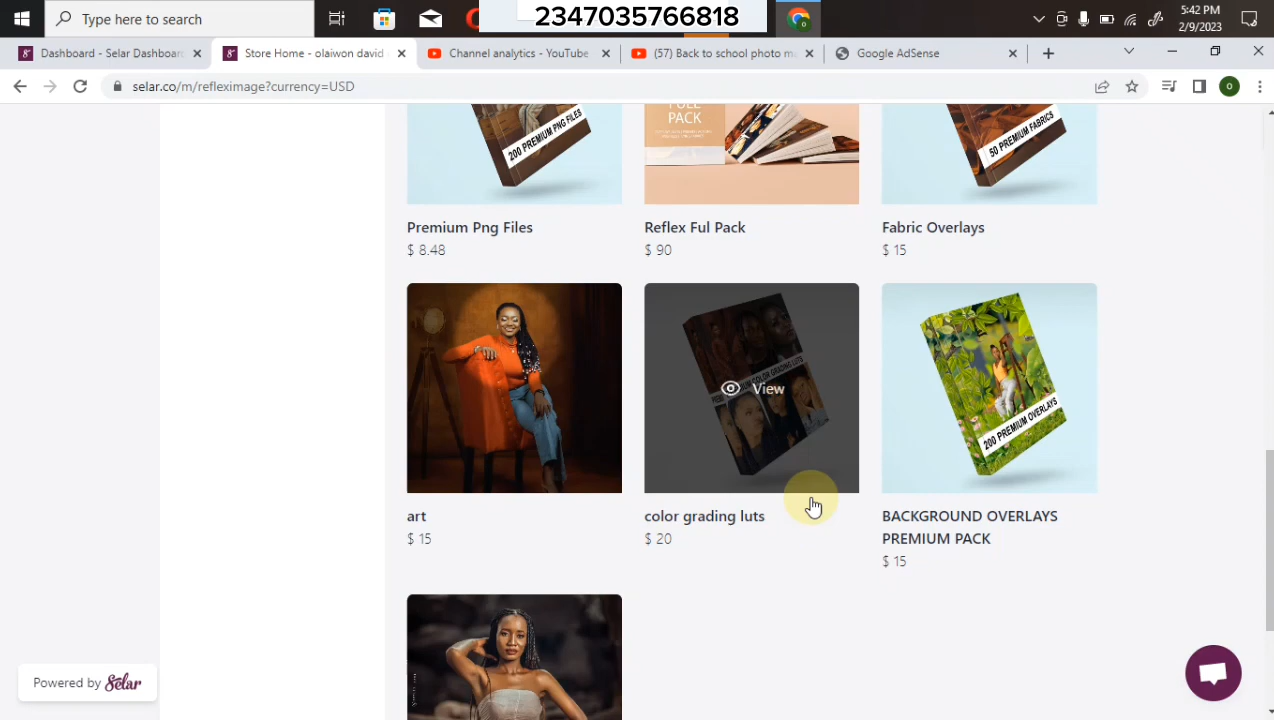 Type here to search
2347035766818
5:42 PM
2/9/2023
Dashboard - Selar Dashboard
Store Home - olaiwon david
Channel analytics - YouTube
(57) Back to school photo m
Google AdSense
selar.co/m/refleximage?currency=USD
200 PREMIUM PNG FILES
FULL
PACK
50 PREMIUM FABRICS
Premium Png Files
Reflex Ful Pack
Fabric Overlays
$ 8.48
$ 90
$ 15
View
200 PREMIUM OVERLAYS
art
color grading luts
BACKGROUND OVERLAYS
PREMIUM PACK
$ 15
$ 20
$ 15
Powered by Selar